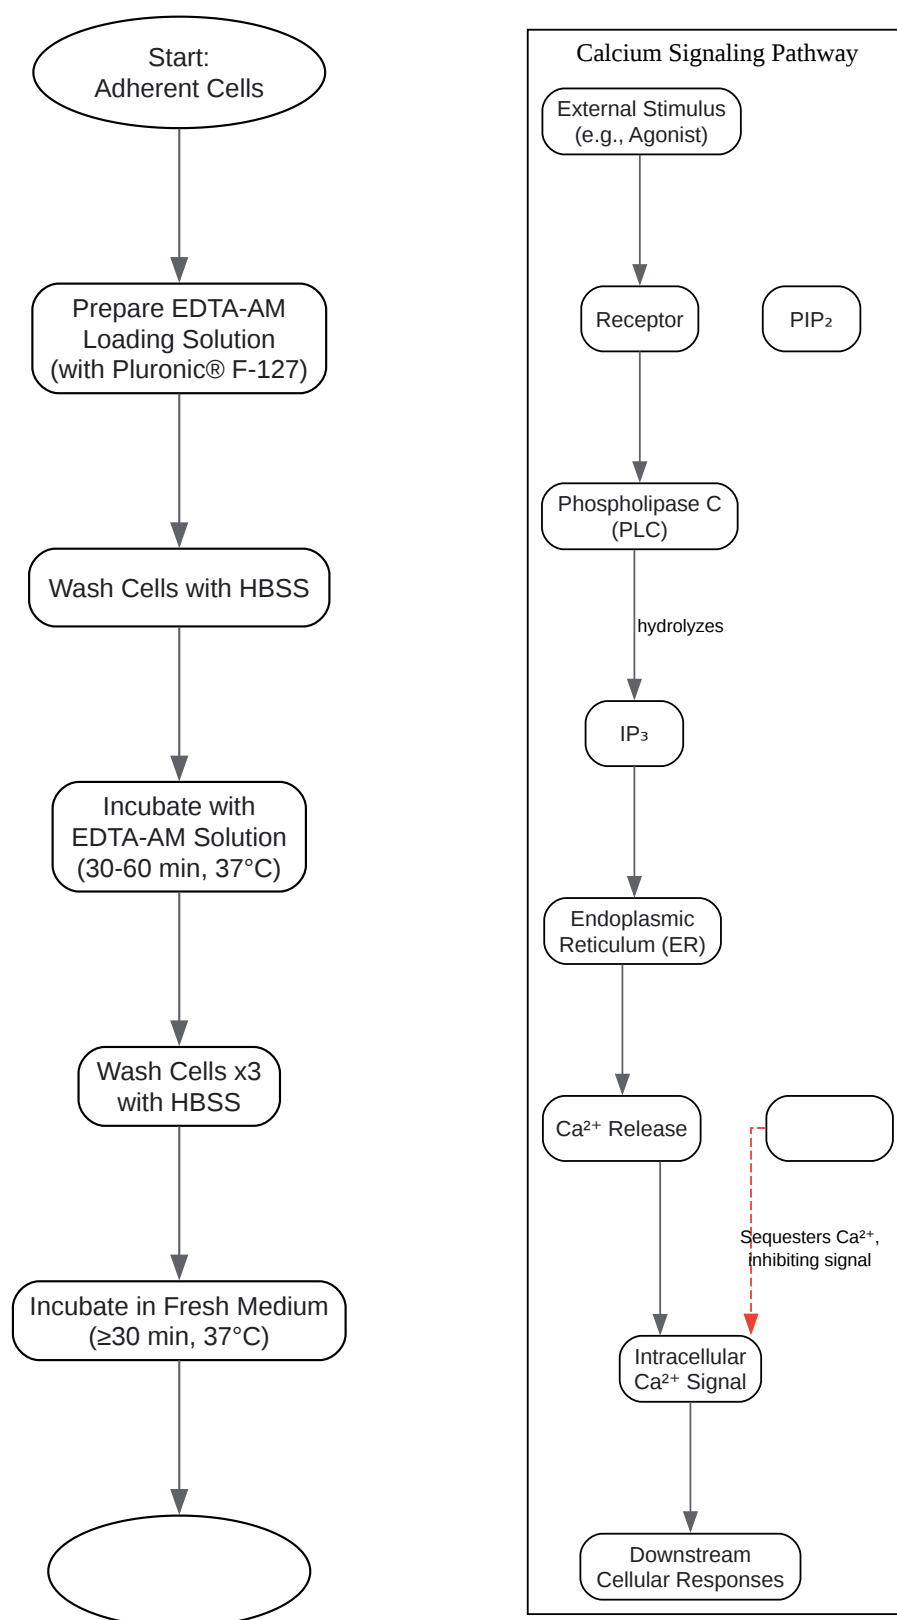 Start:
Adherent Cells
Prepare EDTA-AM
Loading Solution
(with Pluronic® F-127)
Wash Cells with HBSS
Incubate with
EDTA-AM Solution
(30-60 min, 37°C)
Wash Cells x3
with HBSS
Incubate in Fresh Medium
(≥30 min, 37°C)
Calcium Signaling Pathway
External Stimulus
(e.g., Agonist)
Receptor
PIP₂
Phospholipase C
(PLC)
hydrolyzes
IP₃
Endoplasmic
Reticulum (ER)
Ca²⁺ Release
Sequesters Ca²⁺,
inhibiting signal
Intracellular
Ca²⁺ Signal
Downstream
Cellular Responses